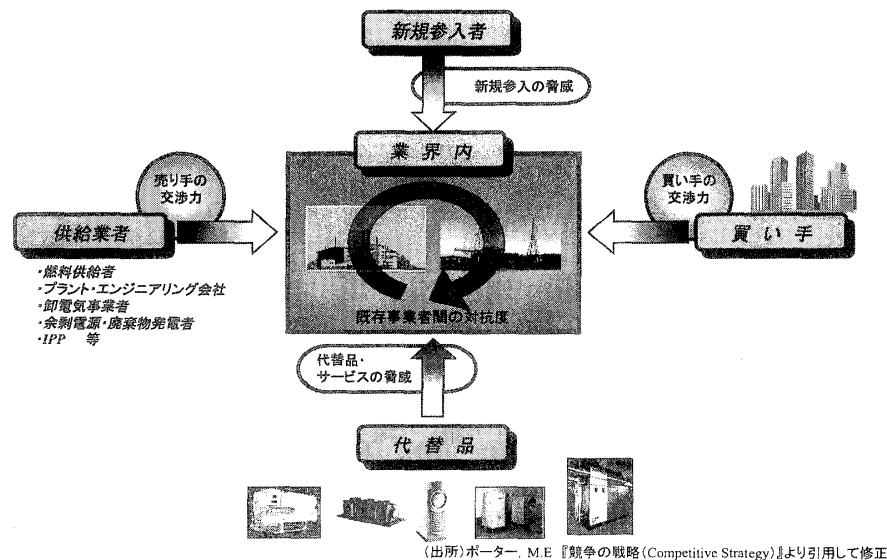 新規参入者
新規参入の脅威
業界内
売り手の
交渉力
買い手の
交渉力
供給業者
買い手
・燃料供給者
・プラント・エンジニアリング会社
・卸電気事業者
・余剰電源・廃棄物発電者
・IPP 等
既存事業者間の対抗度
代替品・
サービスの脅威
代替品
(出所)ポーター, M.E 『競争の戦略(Competitive Strategy)』より引用して修正